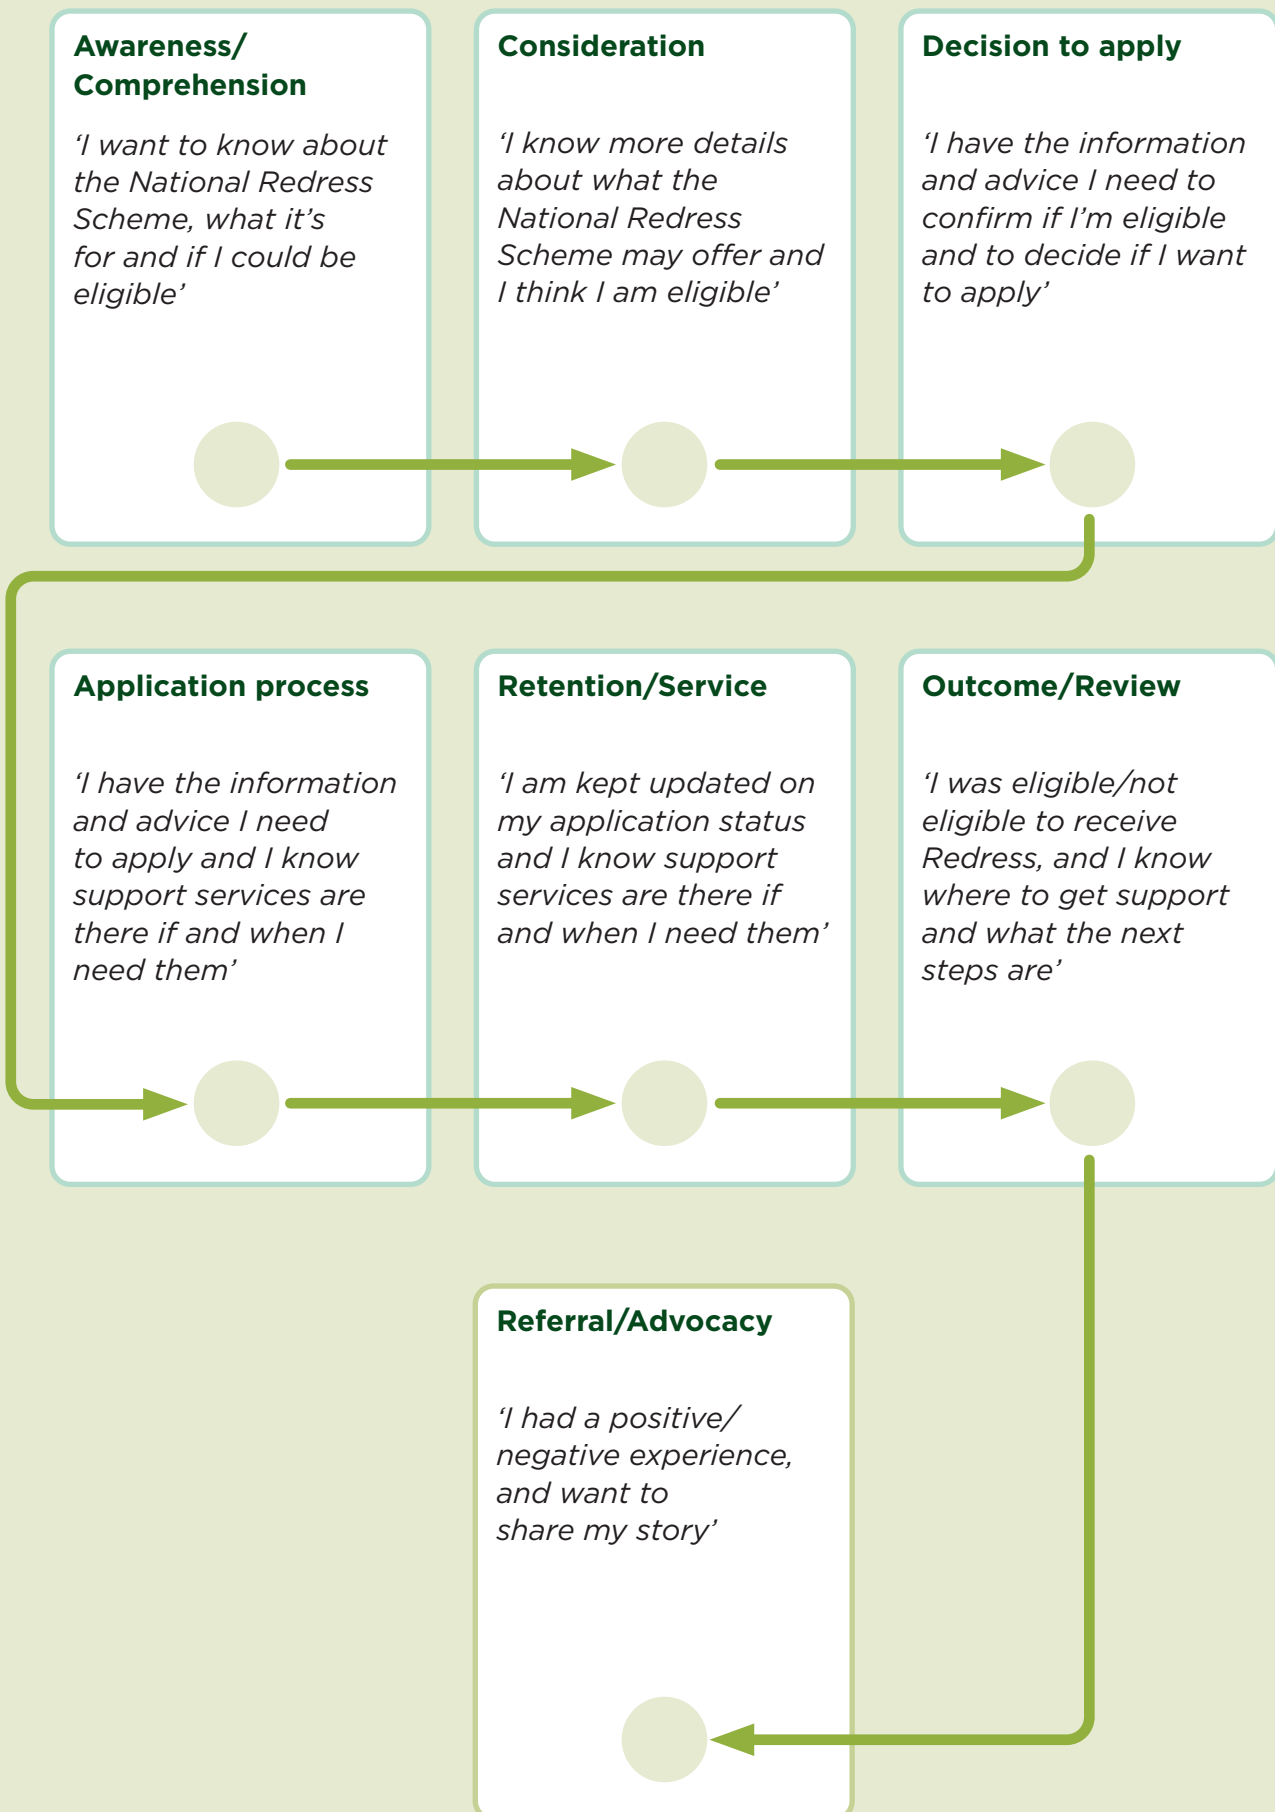 Awareness/
Comprehension
‘I want to know about
the National Redress
Scheme, what it’s
for and if I could be
eligible’
Consideration
‘I know more details
about what the
National Redress
Scheme may offer and
I think I am eligible’
Decision to apply
‘I have the information
and advice I need to
confirm if I’m eligible
and to decide if I want
to apply’
Application process
‘I have the information
and advice I need
to apply and I know
support services are
there if and when I
need them’
Retention/Service
‘I am kept updated on
my application status
and I know support
services are there if
and when I need them’
Outcome/Review
‘I was eligible/not
eligible to receive
Redress, and I know
where to get support
and what the next
steps are’
Referral/Advocacy
‘I had a positive/
negative experience,
and want to
share my story’